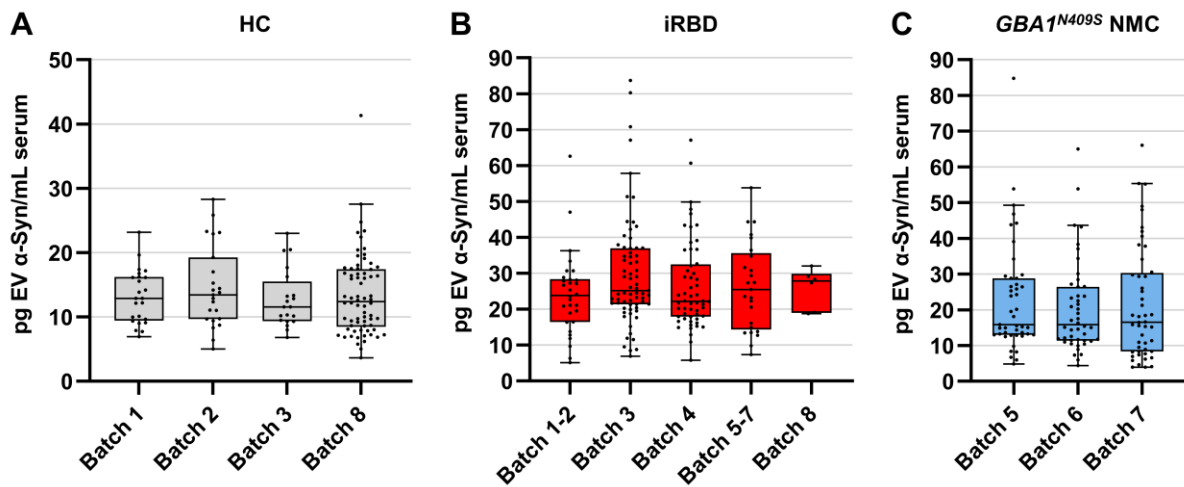 A
HC
pg EV α-Syn/mL serum
50
40
30
20
10
0
Batch 1
Batch 2
Batch 3
Batch 8
B
iRBD
pg EV α-Syn/mL serum
90
80
70
60
50
40
30
20
10
0
Batch 1-2
Batch 3
Batch 4
Batch 5-7
Batch 8
C
GBA1^N409S NMC
pg EV α-Syn/mL serum
90
80
70
60
50
40
30
20
10
0
Batch 5
Batch 6
Batch 7